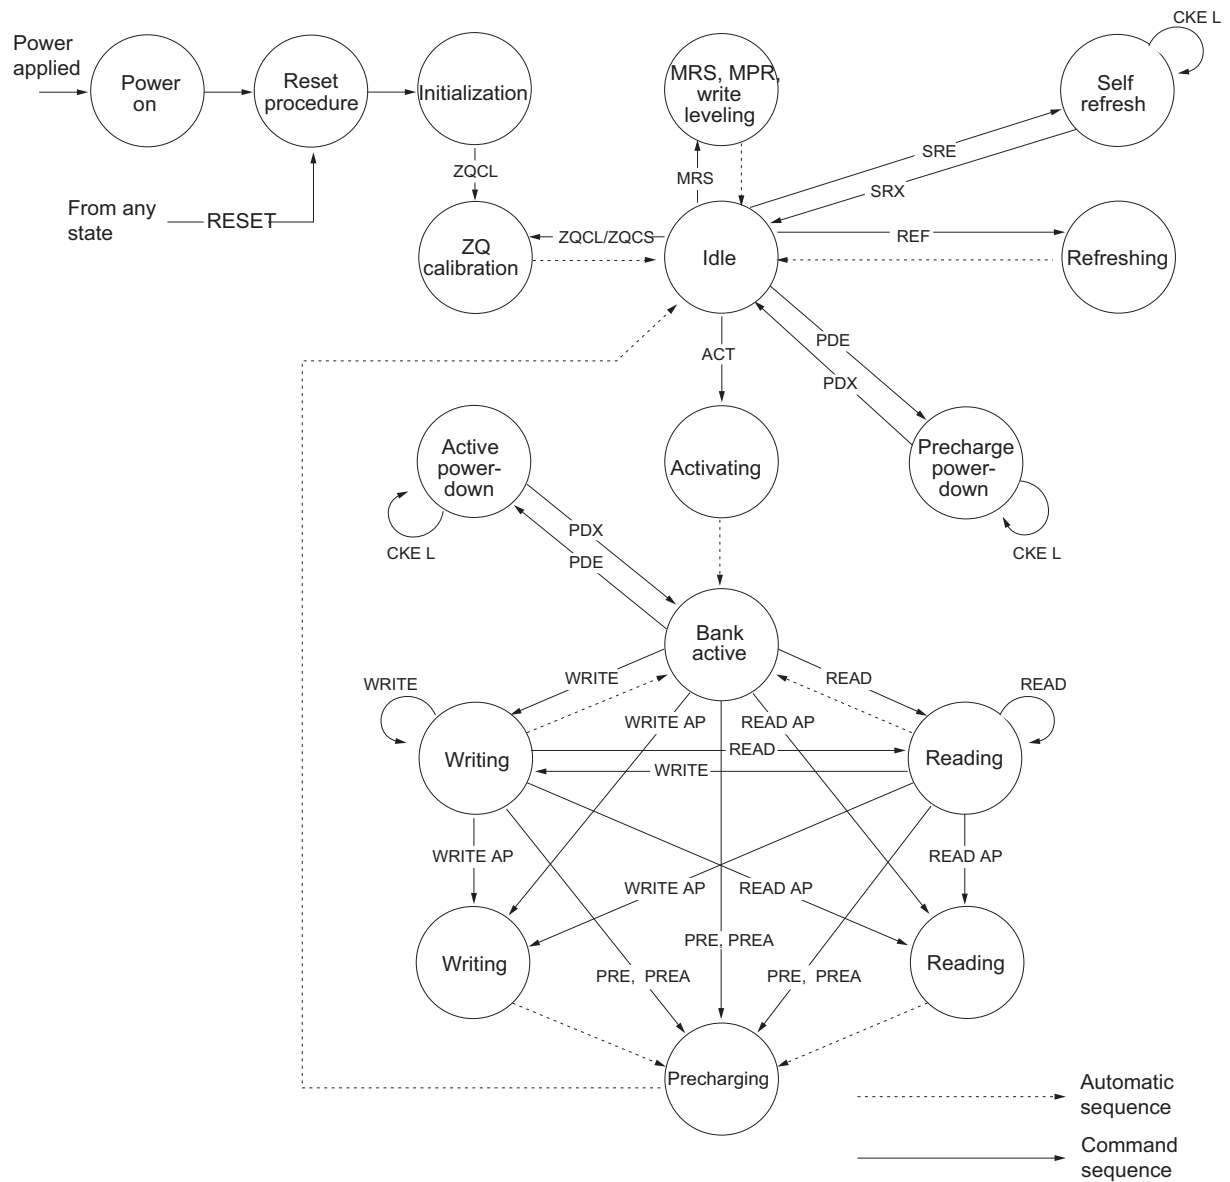 CKE L
Power
applied
Power
on
Reset
procedure
Initialization
MRS, MPR,
write
leveling
Self
refresh
ZQCL
SRE
MRS
SRX
From any
state
RESET
ZQCL/ZQCS
REF
ZQ
calibration
Idle
Refreshing
ACT
PDE
PDX
Active
power-
down
Activating
Precharge
power-
down
PDX
CKE L
PDE
CKE L
Bank
active
WRITE
WRITE
READ
READ
WRITE AP
READ AP
Writing
READ
WRITE
Reading
WRITE AP
READ AP
WRITE AP
READ AP
PRE, PREA
Writing
Reading
PRE, PREA
PRE, PREA
Precharging
Automatic
sequence
Command
sequence